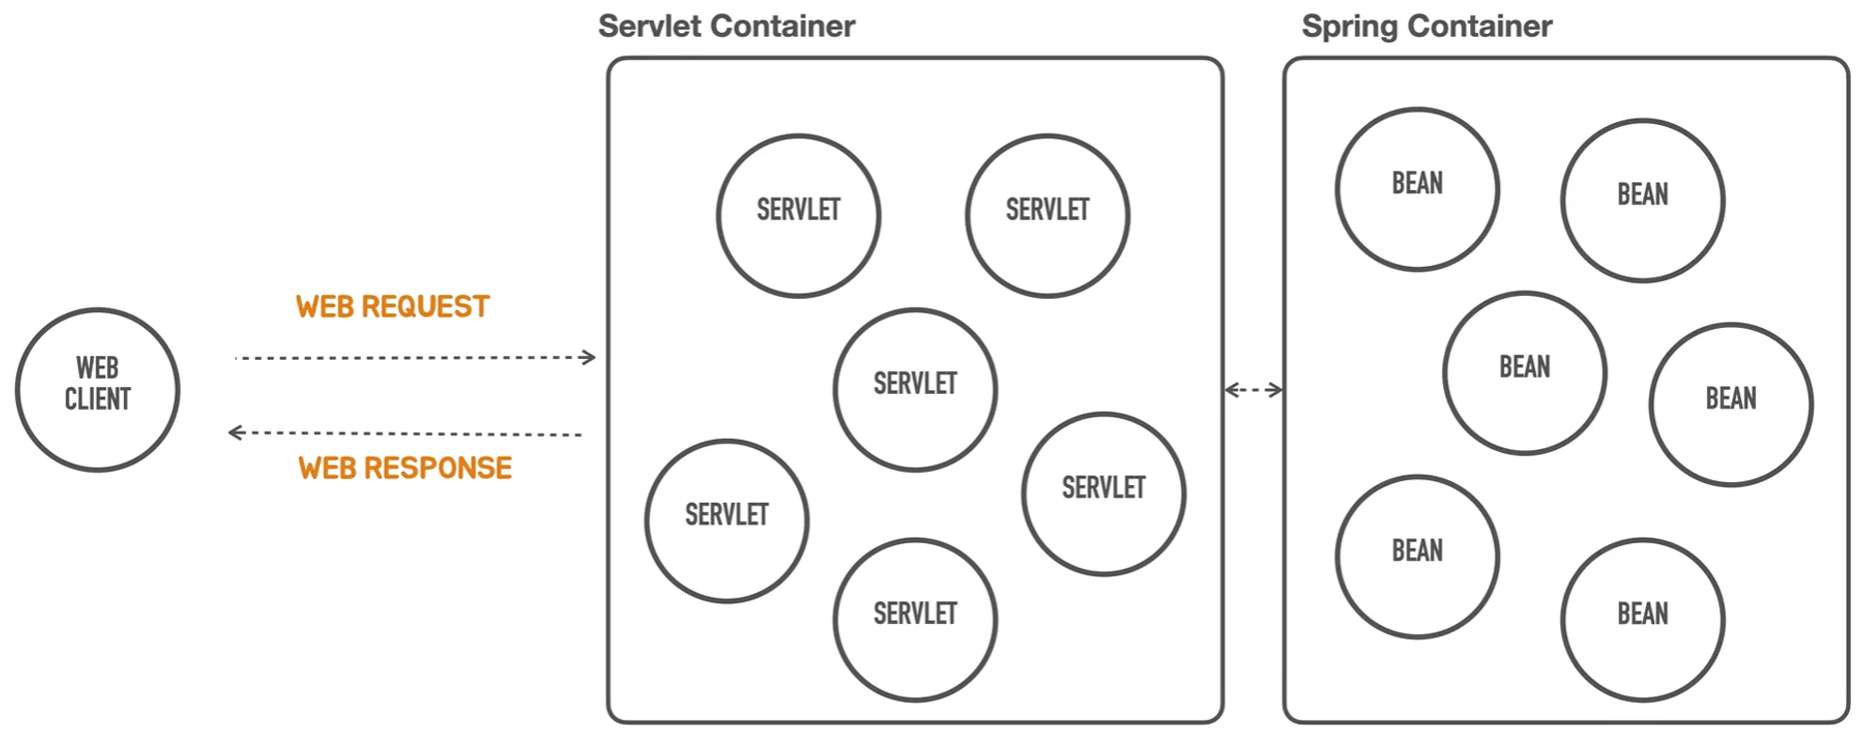 Servlet Container
Spring Container
WEB
CLIENT
WEB REQUEST
WEB RESPONSE
SERVLET
SERVLET
SERVLET
SERVLET
SERVLET
SERVLET
BEAN
BEAN
BEAN
BEAN
BEAN
BEAN